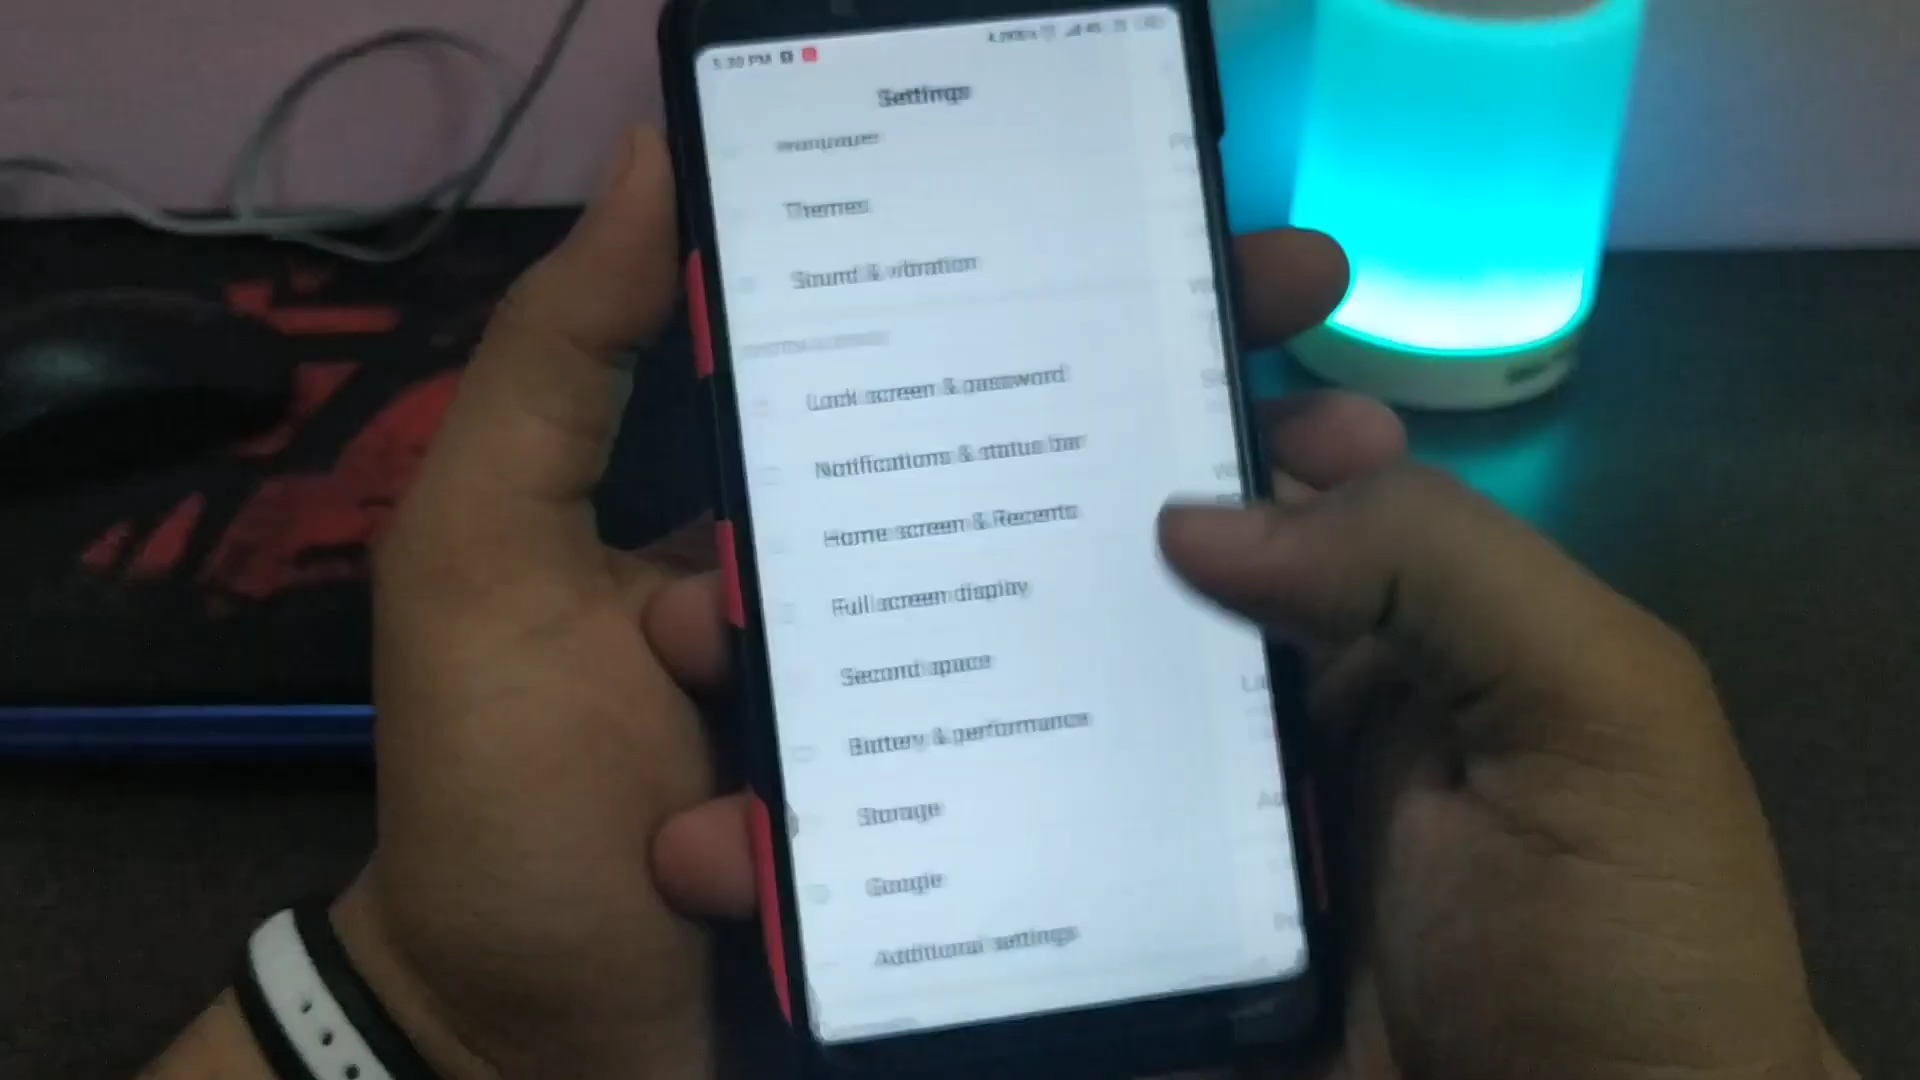 5:30 PM
Settings
Wallpaper
Themes
Sound & vibration
Lock screen & password
Notifications & status bar
Home screen & Recents
Full screen display
Second space
Battery & performance
Storage
Google
Additional settings